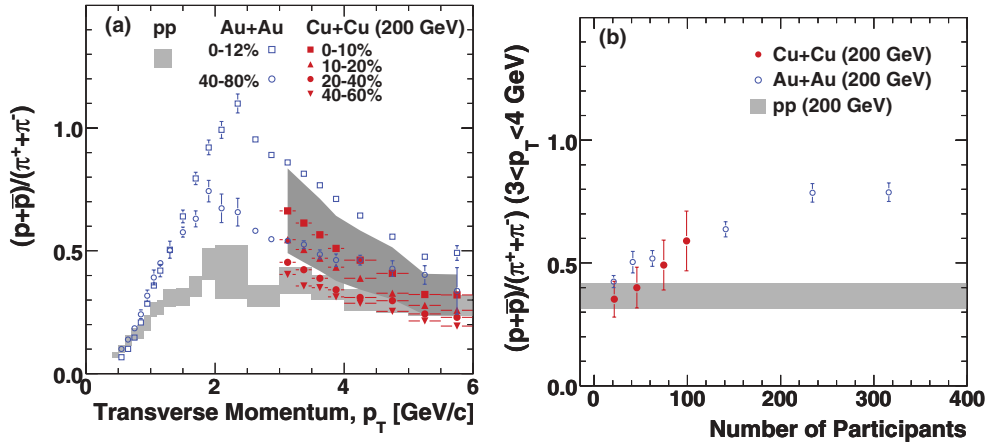 (a) pp Au+Au Cu+Cu (200 GeV)
0-12% 0-10%
10-20%
40-80% 20-40%
40-60%
(p+p̅)/(π⁺+π⁻)
1.0
0.5
0.0
0 2 4 6
Transverse Momentum, p_T [GeV/c]
(b)
Cu+Cu (200 GeV)
Au+Au (200 GeV)
pp (200 GeV)
(p+p̅)/(π⁺+π⁻) (3<p_T<4 GeV)
1.0
0.5
0.0
0 100 200 300 400
Number of Participants